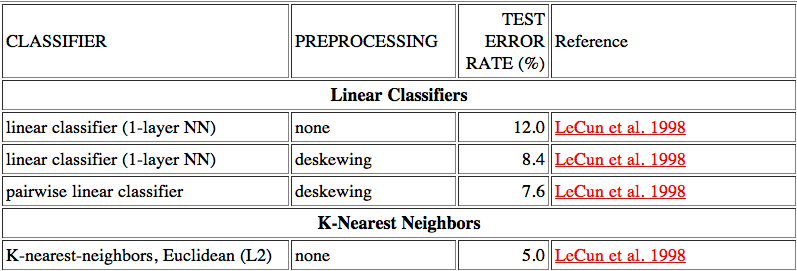 CLASSIFIER PREPROCESSING TEST ERROR RATE (%) Reference
Linear Classifiers
linear classifier (1-layer NN) none 12.0 LeCun et al. 1998
linear classifier (1-layer NN) deskewing 8.4 LeCun et al. 1998
pairwise linear classifier deskewing 7.6 LeCun et al. 1998
K-Nearest Neighbors
K-nearest-neighbors, Euclidean (L2) none 5.0 LeCun et al. 1998